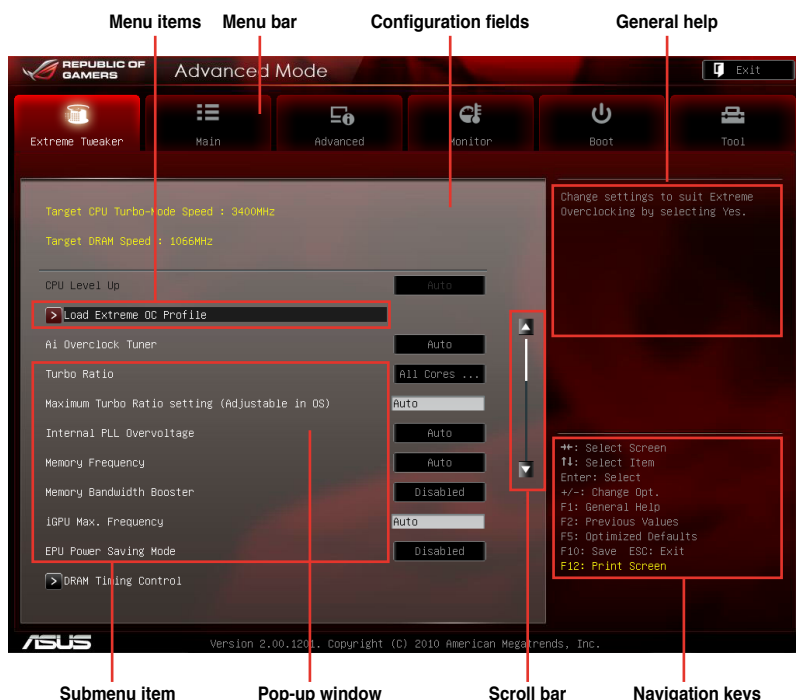 Menu items Menu bar Configuration fields General help
REPUBLIC OF
GAMERS
Advanced Mode
Exit
Extreme Tweaker Main Advanced Monitor Boot Tool
Target CPU Turbo-Mode Speed : 3400MHz
Target DRAM Speed : 1066MHz
CPU Level Up Auto
> Load Extreme OC Profile
Ai Overclock Tuner Auto
Turbo Ratio All Cores ...
Maximum Turbo Ratio setting (Adjustable in OS) Auto
Internal PLL Overvoltage Auto
Memory Frequency Auto
Memory Bandwidth Booster Disabled
iGPU Max. Frequency Auto
EPU Power Saving Mode Disabled
> DRAM Timing Control
Change settings to suit Extreme
Overclocking by selecting Yes.
→←: Select Screen
↑↓: Select Item
Enter: Select
+/-: Change Opt.
F1: General Help
F2: Previous Values
F5: Optimized Defaults
F10: Save ESC: Exit
F12: Print Screen
ASUS
Version 2.00.1201. Copyright (C) 2010 American Megatrends, Inc.
Submenu item Pop-up window Scroll bar Navigation keys